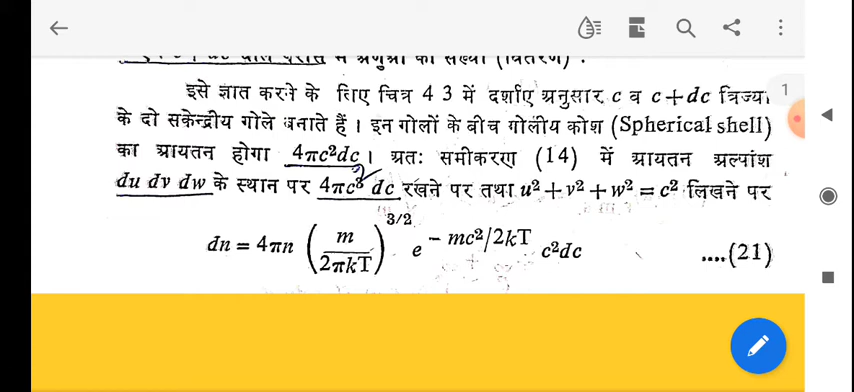 1
इसे ज्ञात करने के लिए चित्र 4 3 में दर्शाए अनुसार c व c + dc त्रिज्या
के दो सकेन्द्रीय गोले बनाते हैं । इन गोलों के बीच गोलीय कोश (Spherical shell)
का आयतन होगा 4πc²dc । अतः समीकरण (14) में आयतन अल्पांश
du dv dw के स्थान पर 4πc² dc रखने पर तथा u² + v² + w² = c² लिखने पर
dn = 4πn (m/2πkT)^3/2 e^– mc²/2kT c²dc ....(21)